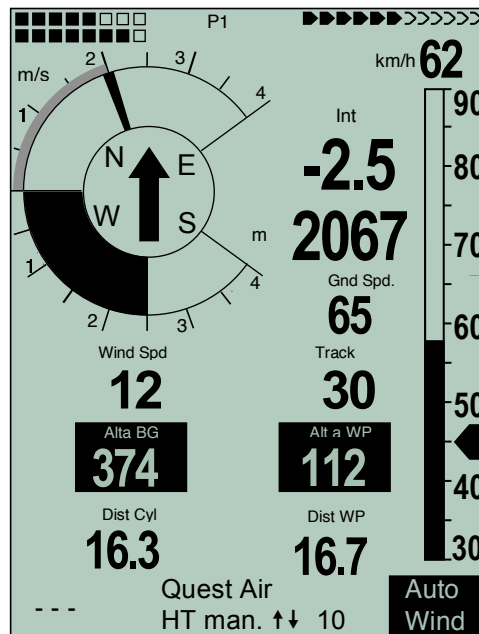 P1
km/h 62
m/s
2 3 4
1
Int
-2.5
N E
W S
m 2067
1
2 3 4
Gnd Spd.
65
Wind Spd Track
12 30
Alta BG Alt a WP
374 112
Dist Cyl Dist WP
16.3 16.7
90
80
70
60
50
40
30
Quest Air
- - - HT man. ↑↓ 10
Auto
Wind